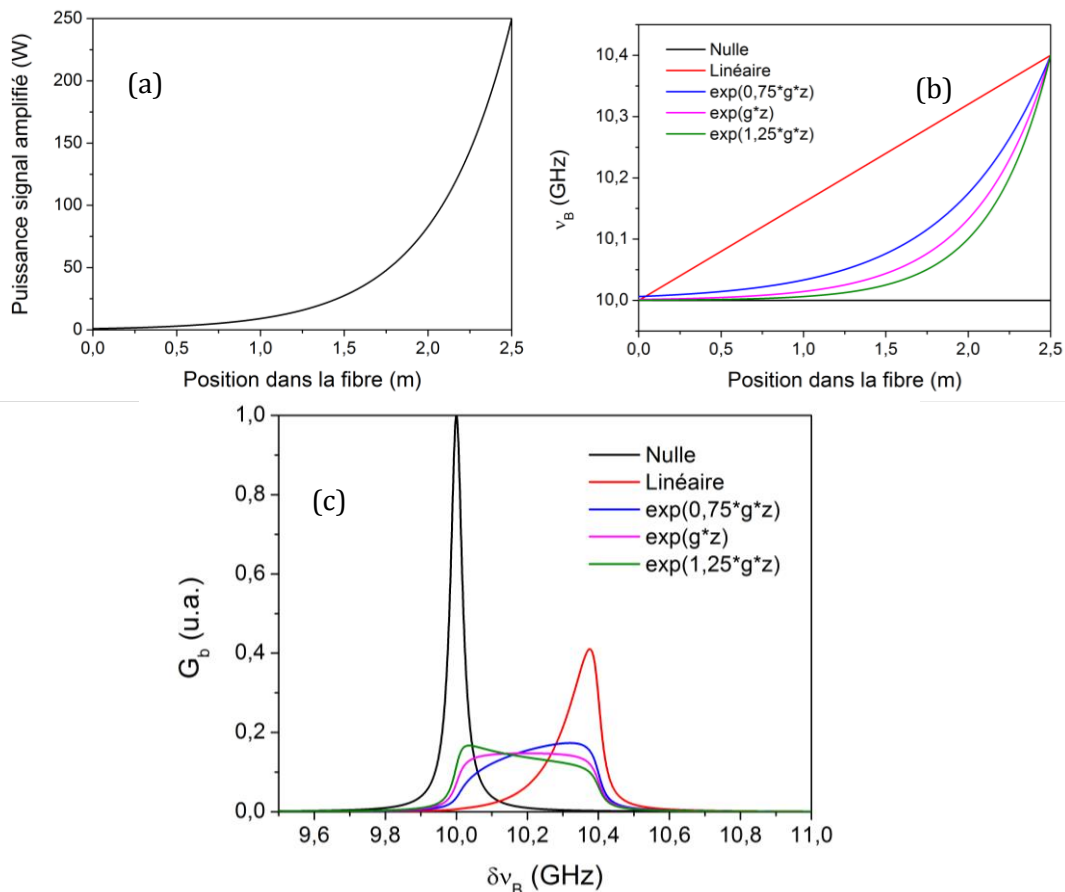 250
200
150
100
50
0
Puissance signal amplifié (W)
(a)
0,0 0,5 1,0 1,5 2,0 2,5
Position dans la fibre (m)
10,4
10,3
10,2
10,1
10,0
ν_B (GHz)
Nulle
Linéaire
exp(0,75*g*z)
exp(g*z)
exp(1,25*g*z)
(b)
0,0 0,5 1,0 1,5 2,0 2,5
Position dans la fibre (m)
1,0
0,8
0,6
0,4
0,2
0,0
G_b (u.a.)
(c)
Nulle
Linéaire
exp(0,75*g*z)
exp(g*z)
exp(1,25*g*z)
9,6 9,8 10,0 10,2 10,4 10,6 10,8 11,0
δν_B (GHz)